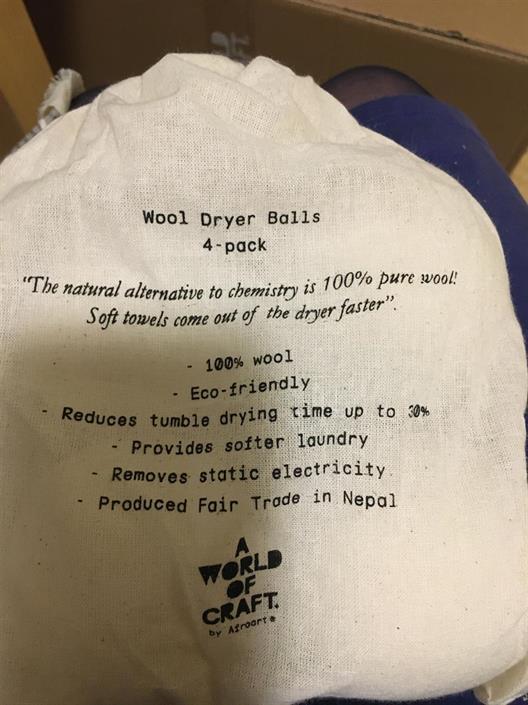 Wool Dryer Balls
4-pack
"The natural alternative to chemistry is 100% pure wool!
Soft towels come out of the dryer faster".
- 100% wool
- Eco-friendly
- Reduces tumble drying time up to 30%
- Provides softer laundry
- Removes static electricity
- Produced Fair Trade in Nepal
A
WORLD
OF
CRAFT.
by Afroart